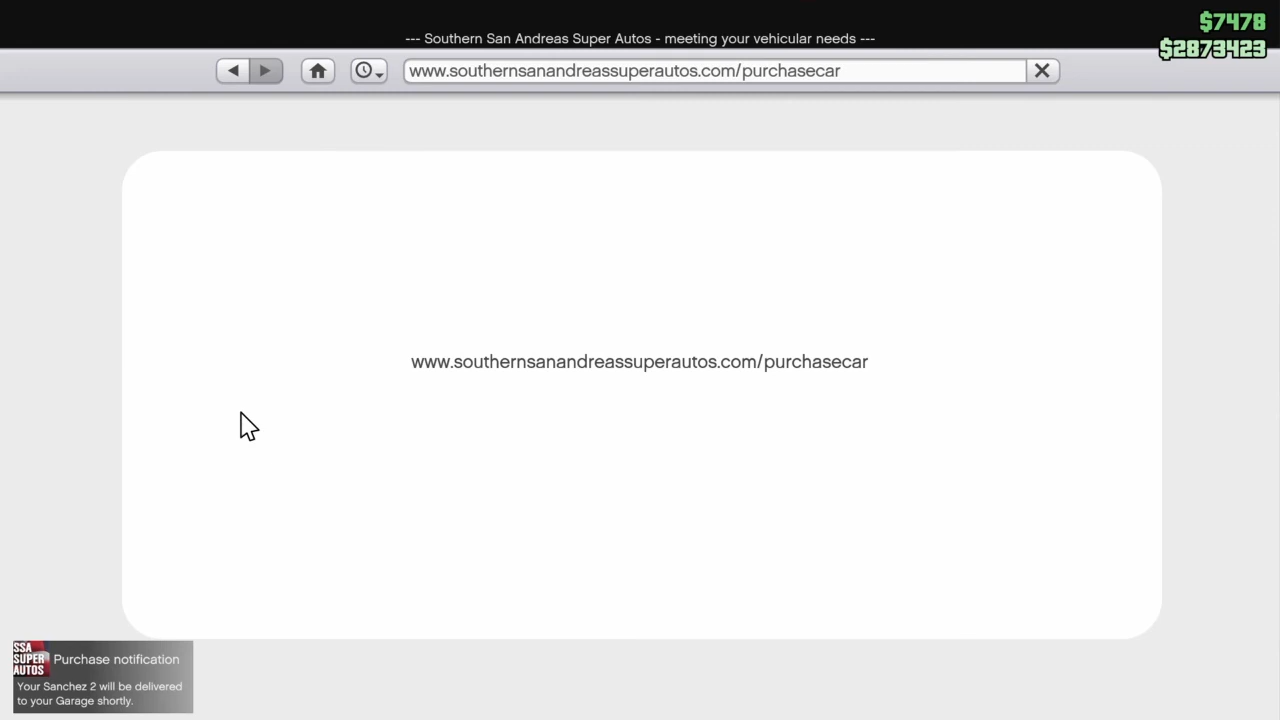 $7478
--- Southern San Andreas Super Autos - meeting your vehicular needs ---
$2873423
www.southernsanandreassuperautos.com/purchasecar
www.southernsanandreassuperautos.com/purchasecar
SSA
SUPER
AUTOS
Purchase notification
Your Sanchez 2 will be delivered
to your Garage shortly.